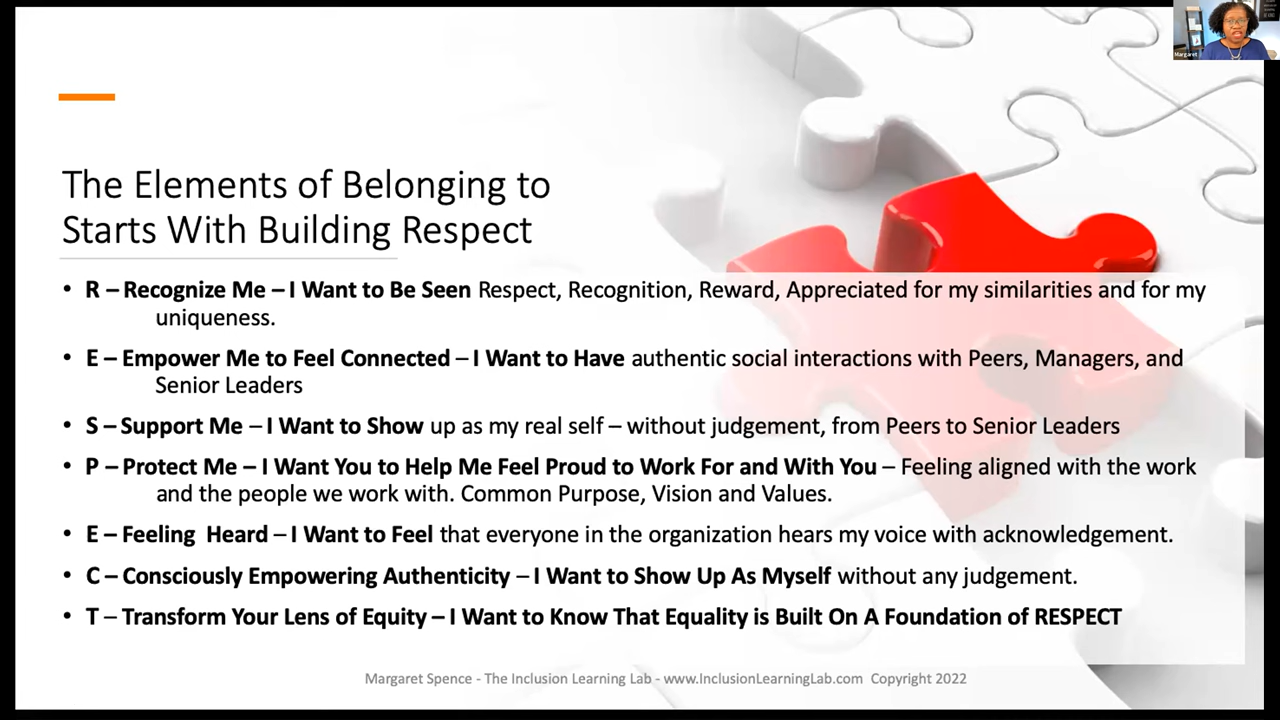 Margaret
The Elements of Belonging to
Starts With Building Respect
• R – Recognize Me – I Want to Be Seen Respect, Recognition, Reward, Appreciated for my similarities and for my
uniqueness.
• E – Empower Me to Feel Connected – I Want to Have authentic social interactions with Peers, Managers, and
Senior Leaders
• S – Support Me – I Want to Show up as my real self – without judgement, from Peers to Senior Leaders
• P – Protect Me – I Want You to Help Me Feel Proud to Work For and With You – Feeling aligned with the work
and the people we work with. Common Purpose, Vision and Values.
• E – Feeling Heard – I Want to Feel that everyone in the organization hears my voice with acknowledgement.
• C – Consciously Empowering Authenticity – I Want to Show Up As Myself without any judgement.
• T – Transform Your Lens of Equity – I Want to Know That Equality is Built On A Foundation of RESPECT
Margaret Spence - The Inclusion Learning Lab - www.InclusionLearningLab.com Copyright 2022